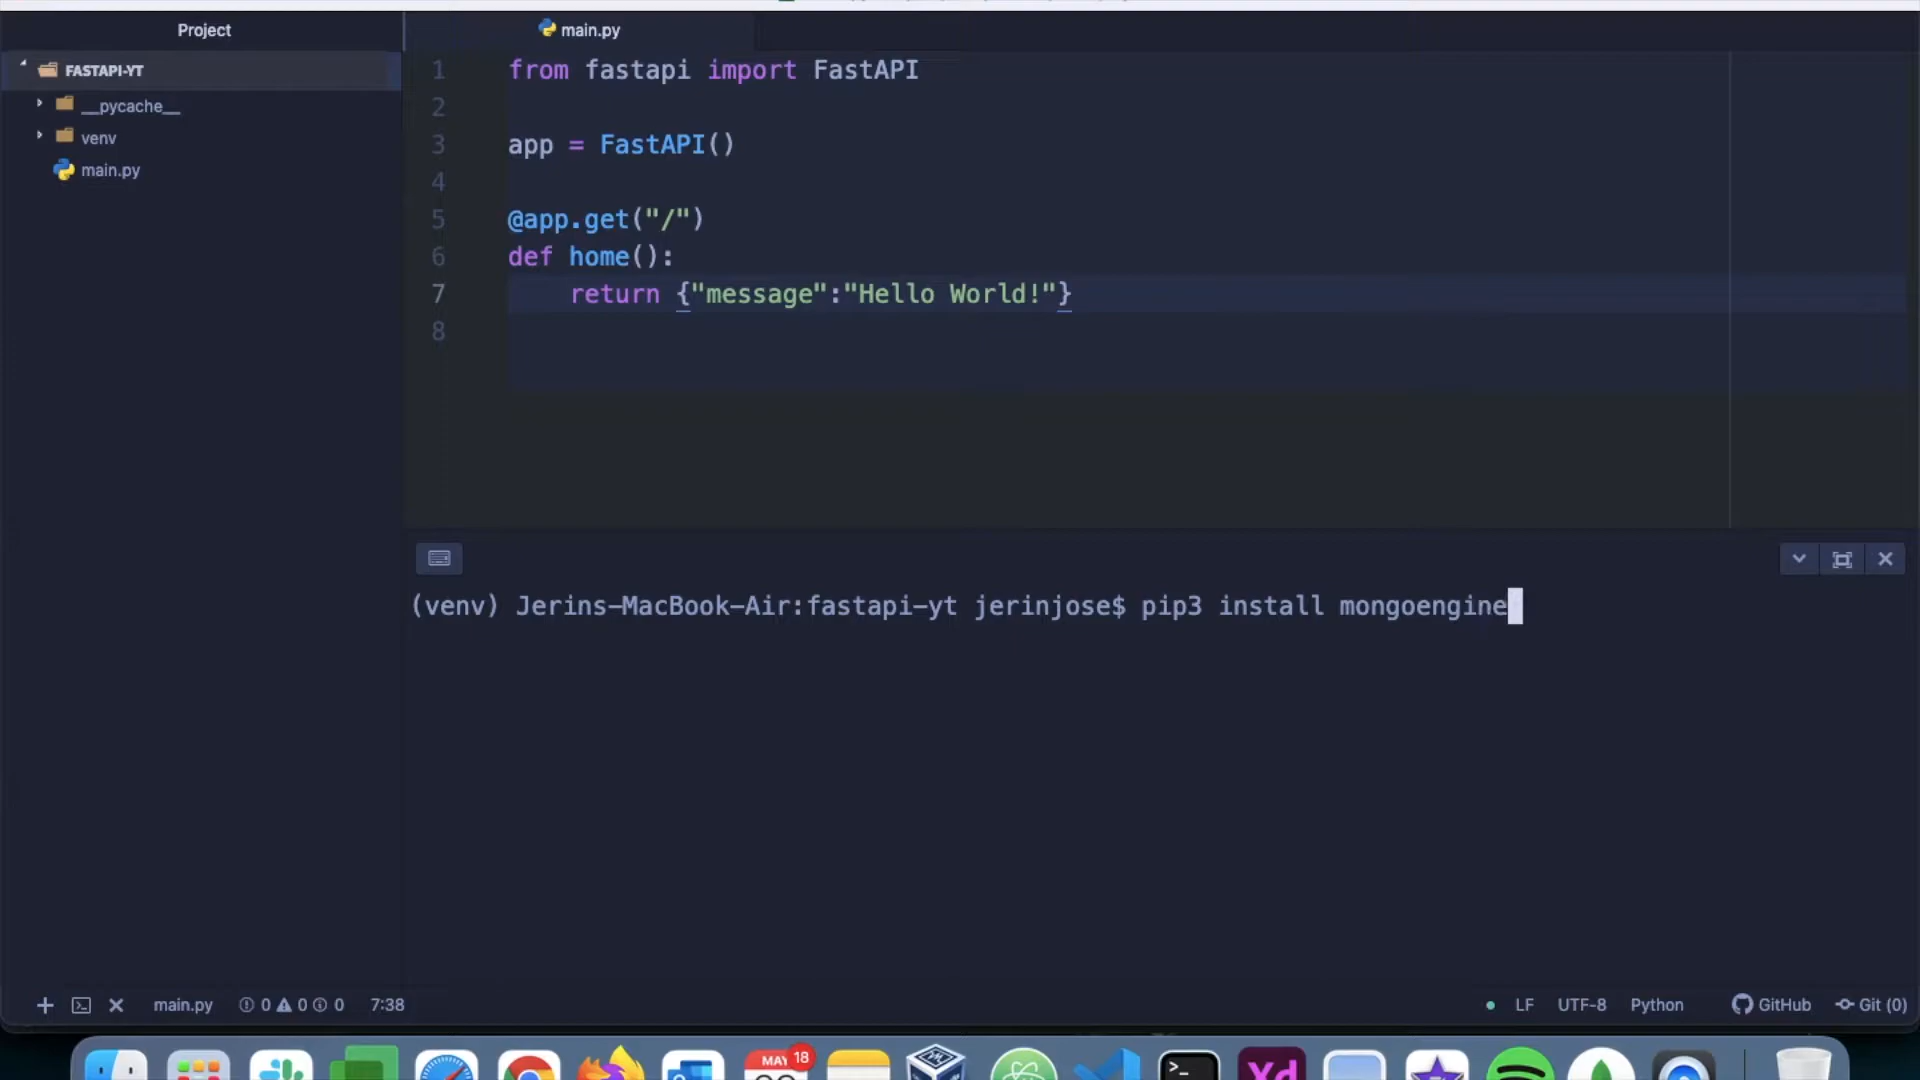 Project
main.py
FASTAPI-YT
__pycache__
venv
main.py
1 from fastapi import FastAPI
2
3 app = FastAPI()
4
5 @app.get("/")
6 def home():
7 return {"message":"Hello World!"}
8
(venv) Jerins-MacBook-Air:fastapi-yt jerinjose$ pip3 install mongoengine
main.py 0 0 0 7:38 LF UTF-8 Python GitHub Git (0)
MAY 18
Xd